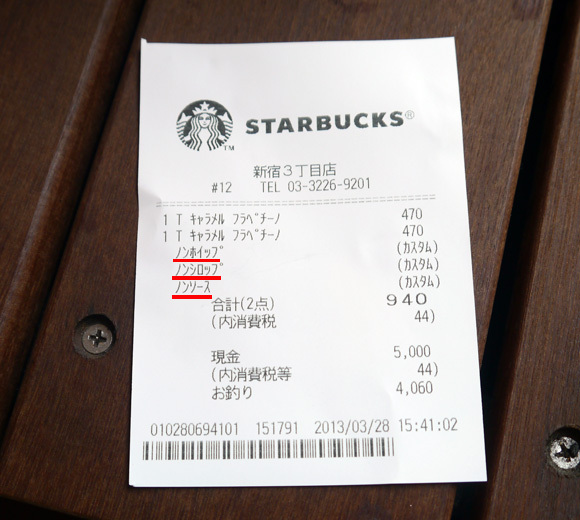 STARBUCKS®
TM
新宿3丁目店
#12 TEL 03-3226-9201
1 T キャラメル フラペチーノ 470
1 T キャラメル フラペチーノ 470
ノンホイップ (カスタム)
ノンシロップ (カスタム)
ノンソース (カスタム)
合計(2点) 940
(内消費税 44)
現金 5,000
(内消費税等 44)
お釣り 4,060
010280694101 151791 2013/03/28 15:41:02